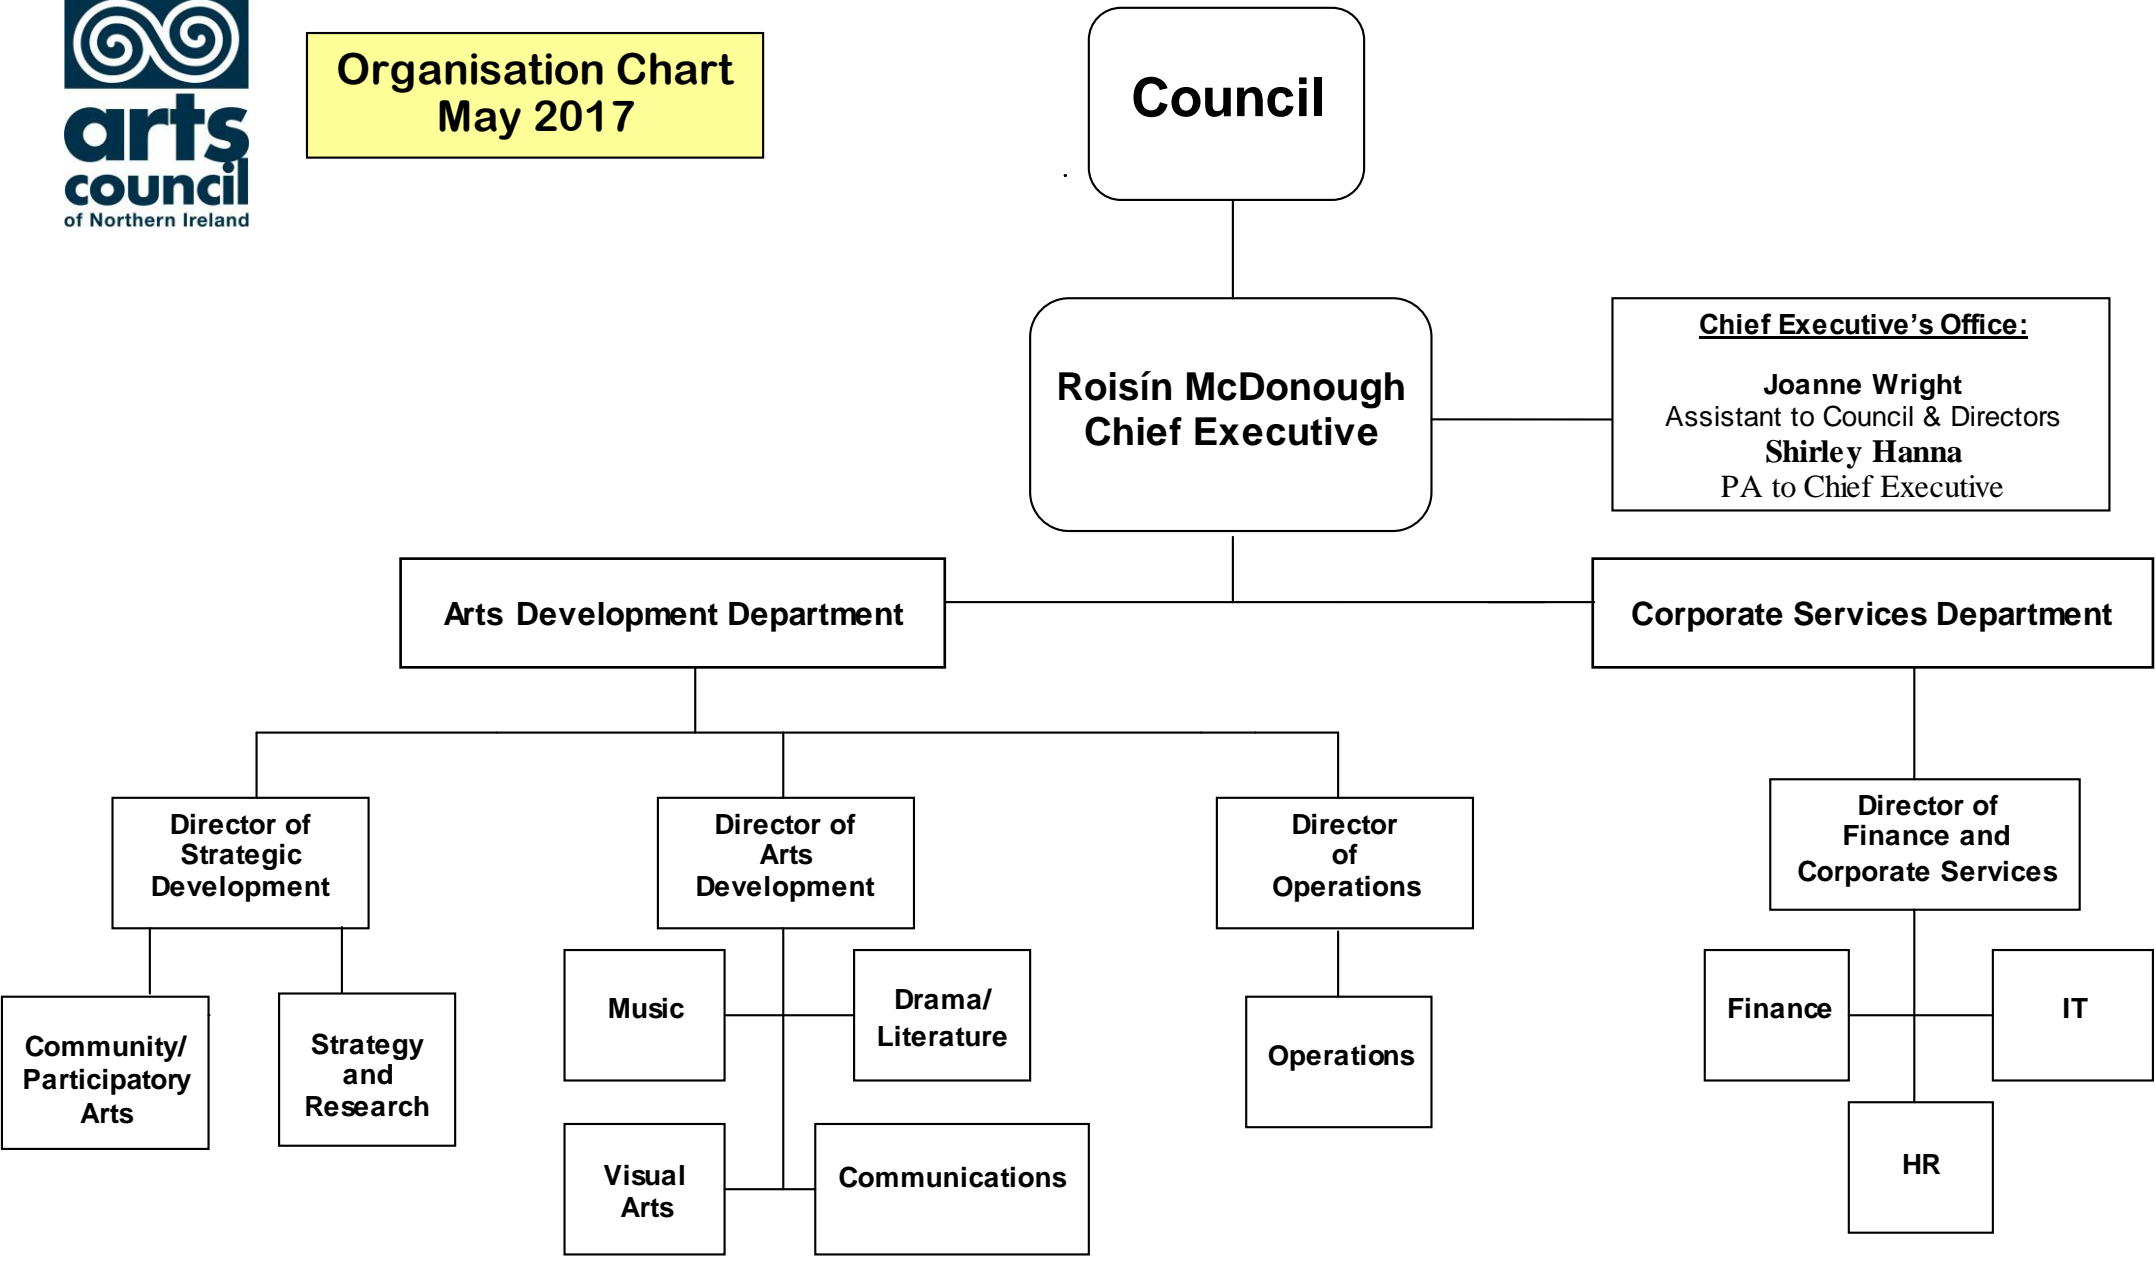 arts
council
of Northern Ireland
Organisation Chart
May 2017
Council
.
Roisín McDonough
Chief Executive
Chief Executive’s Office:
Joanne Wright
Assistant to Council & Directors
Shirley Hanna
PA to Chief Executive
Arts Development Department
Corporate Services Department
Director of
Strategic
Development
Director of
Arts
Development
Director
of
Operations
Director of
Finance and
Corporate Services
Community/
Participatory
Arts
Strategy
and
Research
Music
Drama/
Literature
Visual
Arts
Communications
Operations
Finance
IT
HR